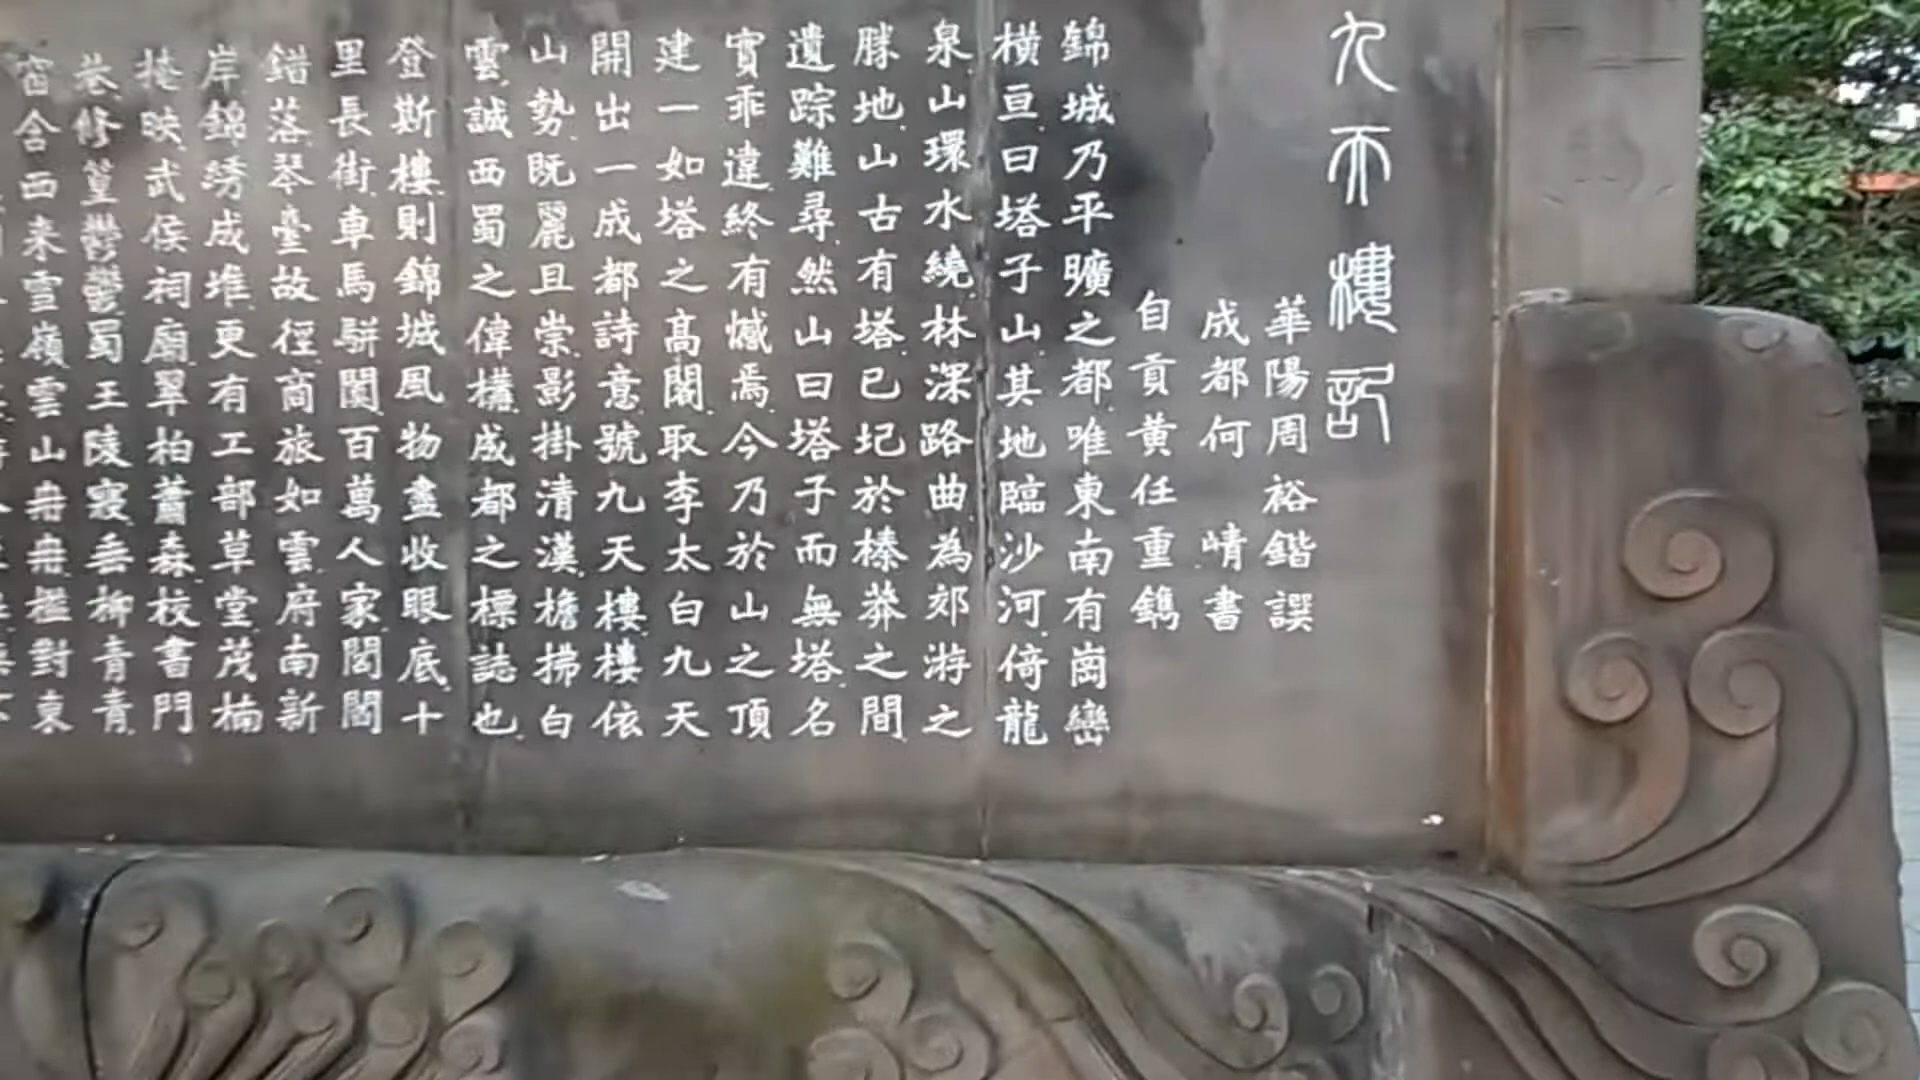 九天樓記
華陽周裕鍇譔
成都何崝書
自貢黄任重鐫
錦城乃平曠之都唯東南有崗巒
橫亘曰塔子山其地臨沙河倚龍
泉山環水繞林深路曲為郊游之
勝地山古有塔已圮於榛莽之間
遺踪難尋然山曰塔子而無塔名
實乖違終有憾焉今乃於山之頂
建一如塔之高閣取李太白九天
開出一成都詩意號九天樓樓依
山勢既麗且崇影掛清漢檐拂白
雲誠西蜀之偉構成都之標誌也
登斯樓則錦城風物盡收眼底十
里長街車馬駢闐百萬人家閭閻
錯落琴臺故徑商旅如雲府南新
岸錦綉成堆更有工部草堂茂楠
掩映武侯祠廟翠柏蕭森校書門
巷修篁鬱鬱蜀王陵寝垂柳青青
窗含西来雪嶺雲山冉冉檻對東